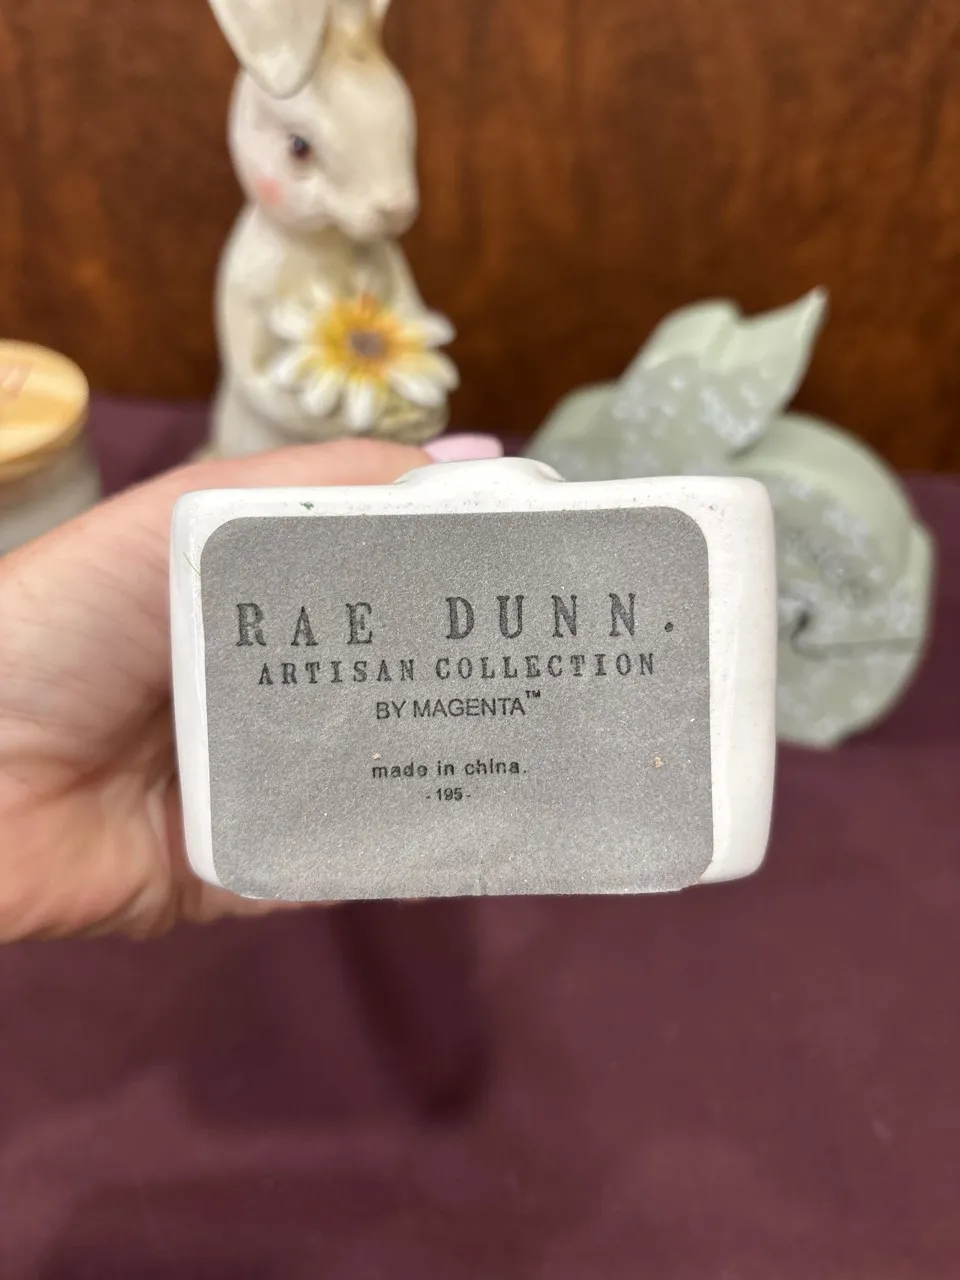 RAE DUNN.
ARTISAN COLLECTION
BY MAGENTA™
made in china.
-195-